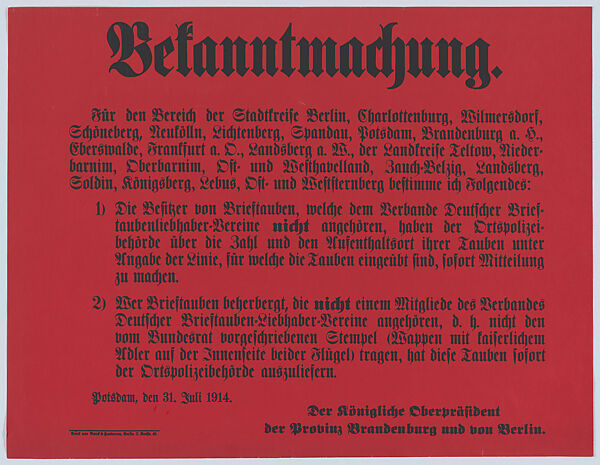 Bekanntmachung.
Für den Bereich der Stadtkreise Berlin, Charlottenburg, Wilmersdorf,
Schöneberg, Neukölln, Lichtenberg, Spandau, Potsdam, Brandenburg a. H.,
Eberswalde, Frankfurt a. O., Landsberg a. W., der Landkreise Teltow, Nieder-
barnim, Oberbarnim, Ost- und Westhavelland, Zauch-Belzig, Landsberg,
Soldin, Königsberg, Lebus, Ost- und Weststernberg bestimme ich Folgendes:
1) Die Besitzer von Brieftauben, welche dem Verbande Deutscher Brief-
taubenliebhaber-Vereine nicht angehören, haben der Ortspolizei-
behörde über die Zahl und den Aufenthaltsort ihrer Tauben unter
Angabe der Linie, für welche die Tauben eingeübt sind, sofort Mitteilung
zu machen.
2) Wer Brieftauben beherbergt, die nicht einem Mitgliede des Verbandes
Deutscher Brieftauben-Liebhaber-Vereine angehören, d. h. nicht den
vom Bundesrat vorgeschriebenen Stempel (Wappen mit kaiserlichem
Adler auf der Innenseite beider Flügel) tragen, hat diese Tauben sofort
der Ortspolizeibehörde auszuliefern.
Potsdam, den 31. Juli 1914.
Der Königliche Oberpräsident
der Provinz Brandenburg und von Berlin.